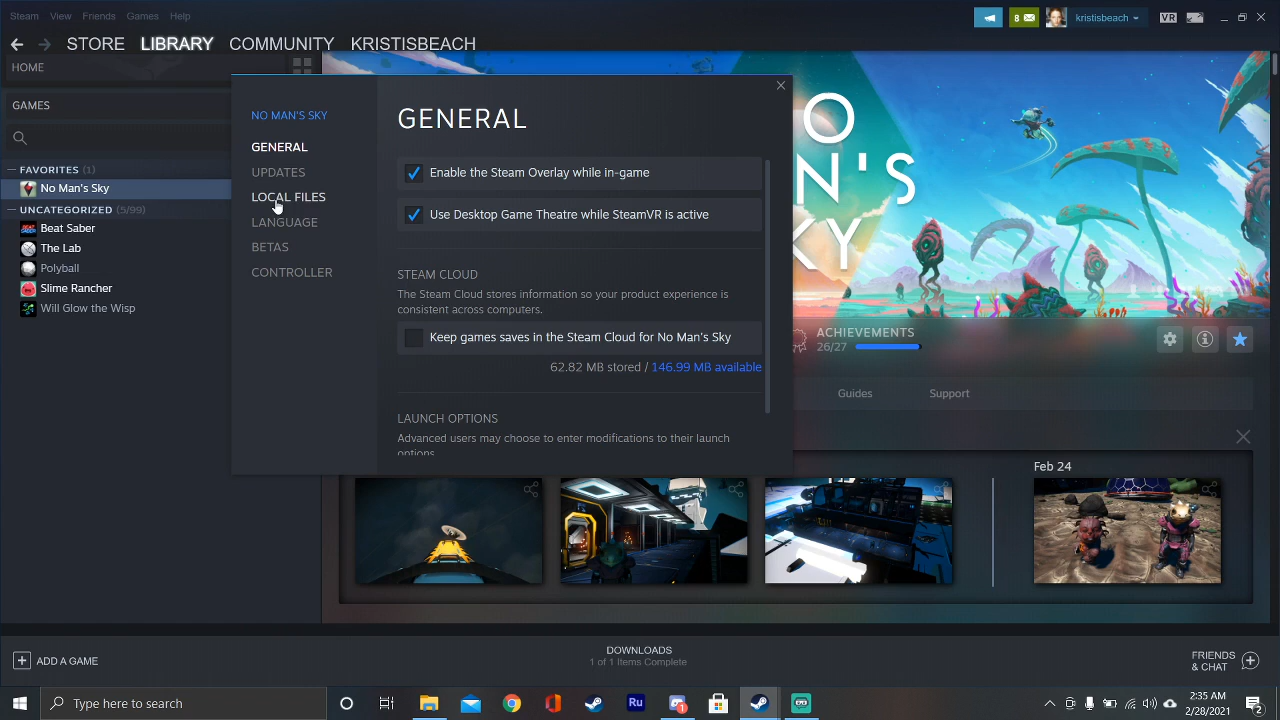 Steam View Friends Games Help
8
kristisbeach
VR
STORE LIBRARY COMMUNITY KRISTISBEACH
HOME
GAMES
FAVORITES (1)
No Man's Sky
UNCATEGORIZED (5/99)
Beat Saber
The Lab
Polyball
Slime Rancher
Will Glow the Wisp
NO MAN'S SKY
GENERAL
UPDATES
LOCAL FILES
LANGUAGE
BETAS
CONTROLLER
GENERAL
Enable the Steam Overlay while in-game
Use Desktop Game Theatre while SteamVR is active
STEAM CLOUD
The Steam Cloud stores information so your product experience is
consistent across computers.
Keep games saves in the Steam Cloud for No Man's Sky
62.82 MB stored / 146.99 MB available
LAUNCH OPTIONS
Advanced users may choose to enter modifications to their launch
options.
O
N'S
KY
ACHIEVEMENTS
26/27
Guides Support
Feb 24
ADD A GAME
DOWNLOADS
1 of 1 Items Complete
FRIENDS
& CHAT
Type here to search
Ru
1
2:35 AM
2/28/2021
2